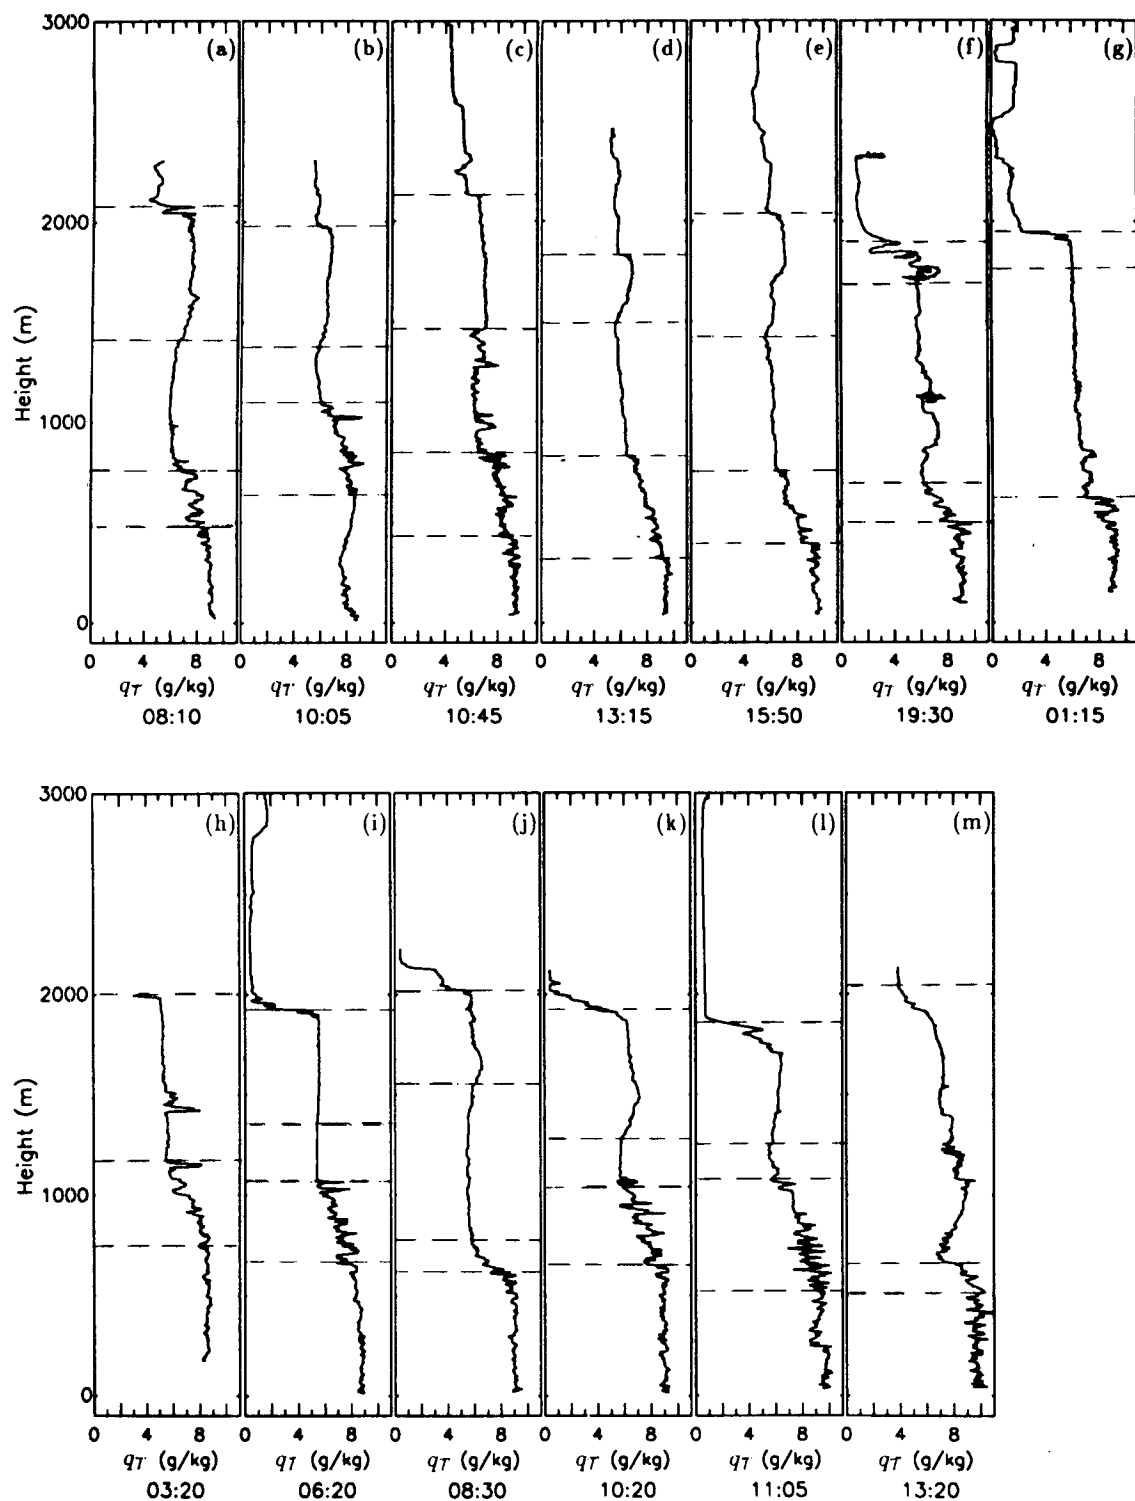 3000
(a) (b) (c) (d) (e) (f) (g)
2000
Height (m)
1000
0
0 4 8 0 4 8 0 4 8 0 4 8 0 4 8 0 4 8 0 4 8
qT (g/kg) qT (g/kg) qT (g/kg) qT (g/kg) qT (g/kg) qT (g/kg) qT (g/kg)
08:10 10:05 10:45 13:15 15:50 19:30 01:15
3000
(h) (i) (j) (k) (l) (m)
2000
Height (m)
1000
0
0 4 8 0 4 8 0 4 8 0 4 8 0 4 8 0 4 8
qT (g/kg) qT (g/kg) qT (g/kg) qT (g/kg) qT (g/kg) qT (g/kg)
03:20 06:20 08:30 10:20 11:05 13:20